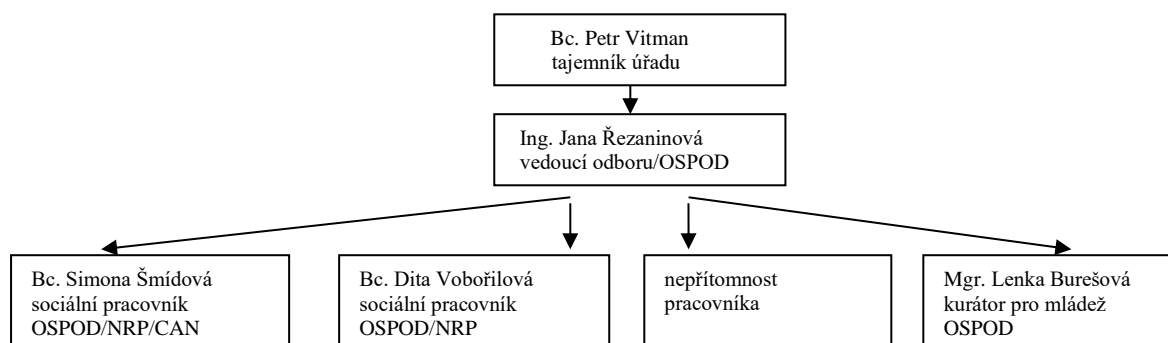 Bc. Petr Vitman
tajemník úřadu
Ing. Jana Řezaninová
vedoucí odboru/OSPOD
Bc. Simona Šmídová
sociální pracovník
OSPOD/NRP/CAN
Bc. Dita Vobořilová
sociální pracovník
OSPOD/NRP
nepřítomnost
pracovníka
Mgr. Lenka Burešová
kurátor pro mládež
OSPOD